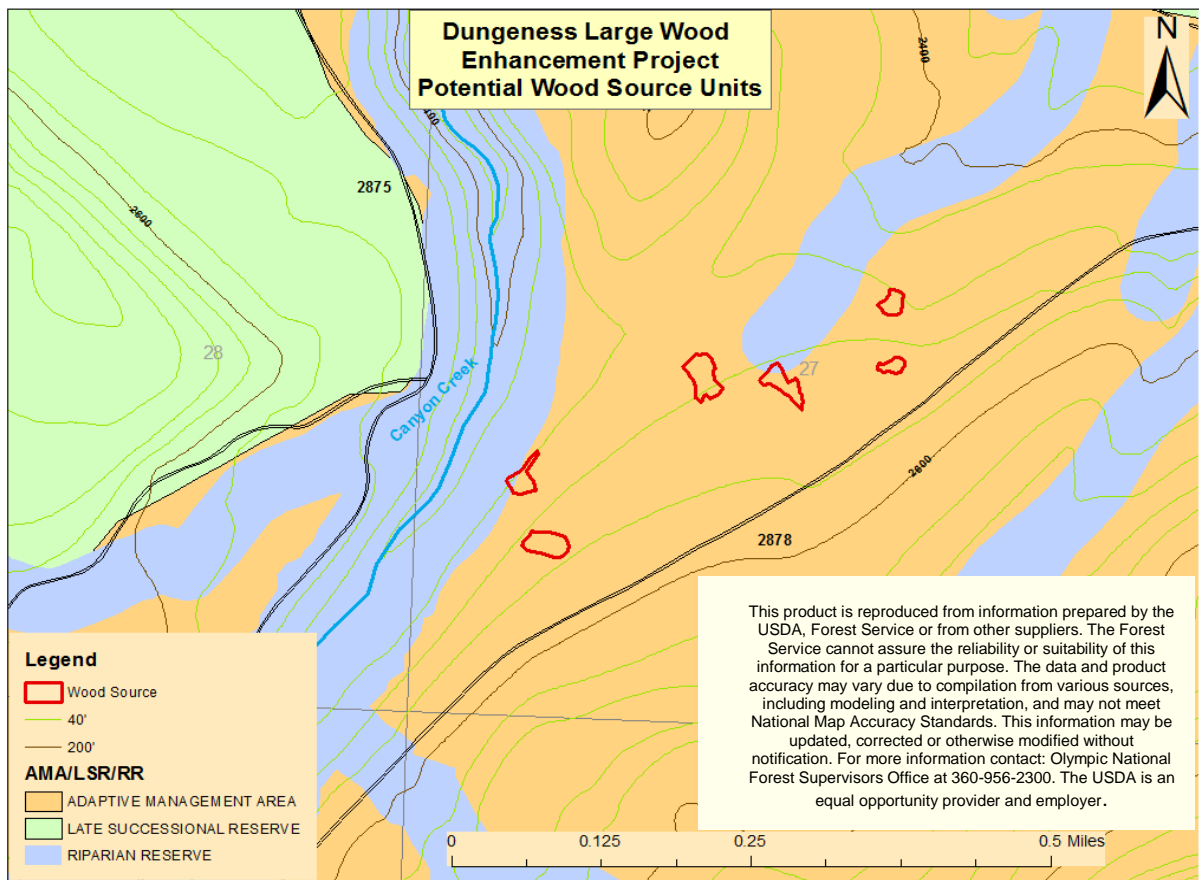 Dungeness Large Wood
Enhancement Project
Potential Wood Source Units
N
2400
2875
2600
28
Canyon Creek
27
2600
2878
Legend
Wood Source
40'
200'
AMA/LSR/RR
ADAPTIVE MANAGEMENT AREA
LATE SUCCESSIONAL RESERVE
RIPARIAN RESERVE
This product is reproduced from information prepared by the
USDA, Forest Service or from other suppliers. The Forest
Service cannot assure the reliability or suitability of this
information for a particular purpose. The data and product
accuracy may vary due to compilation from various sources,
including modeling and interpretation, and may not meet
National Map Accuracy Standards. This information may be
updated, corrected or otherwise modified without
notification. For more information contact: Olympic National
Forest Supervisors Office at 360-956-2300. The USDA is an
equal opportunity provider and employer.
0 0.125 0.25 0.5 Miles